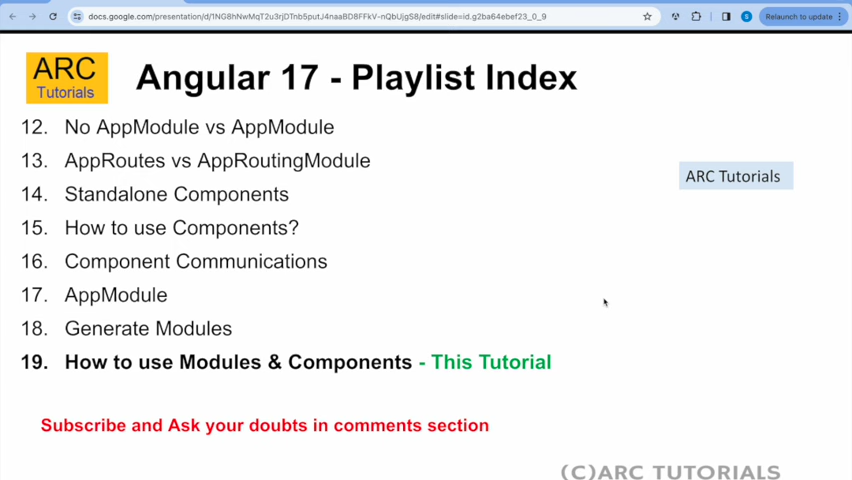 docs.google.com/presentation/d/1NG8hNwMqT2u3rjDTnb5putJ4naaBD8FFkV-nQbUjgS8/edit#slide=id.g2ba64ebef23_0_9
S
Relaunch to update
ARC
Tutorials
Angular 17 - Playlist Index
12. No AppModule vs AppModule
13. AppRoutes vs AppRoutingModule
14. Standalone Components
15. How to use Components?
16. Component Communications
17. AppModule
18. Generate Modules
19. How to use Modules & Components - This Tutorial
ARC Tutorials
Subscribe and Ask your doubts in comments section
(C)ARC TUTORIALS